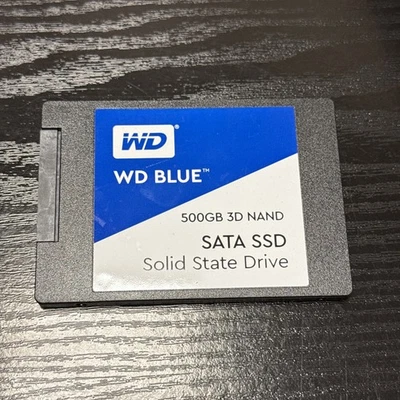 WD®
WD BLUE™
500GB 3D NAND
SATA SSD
Solid State Drive